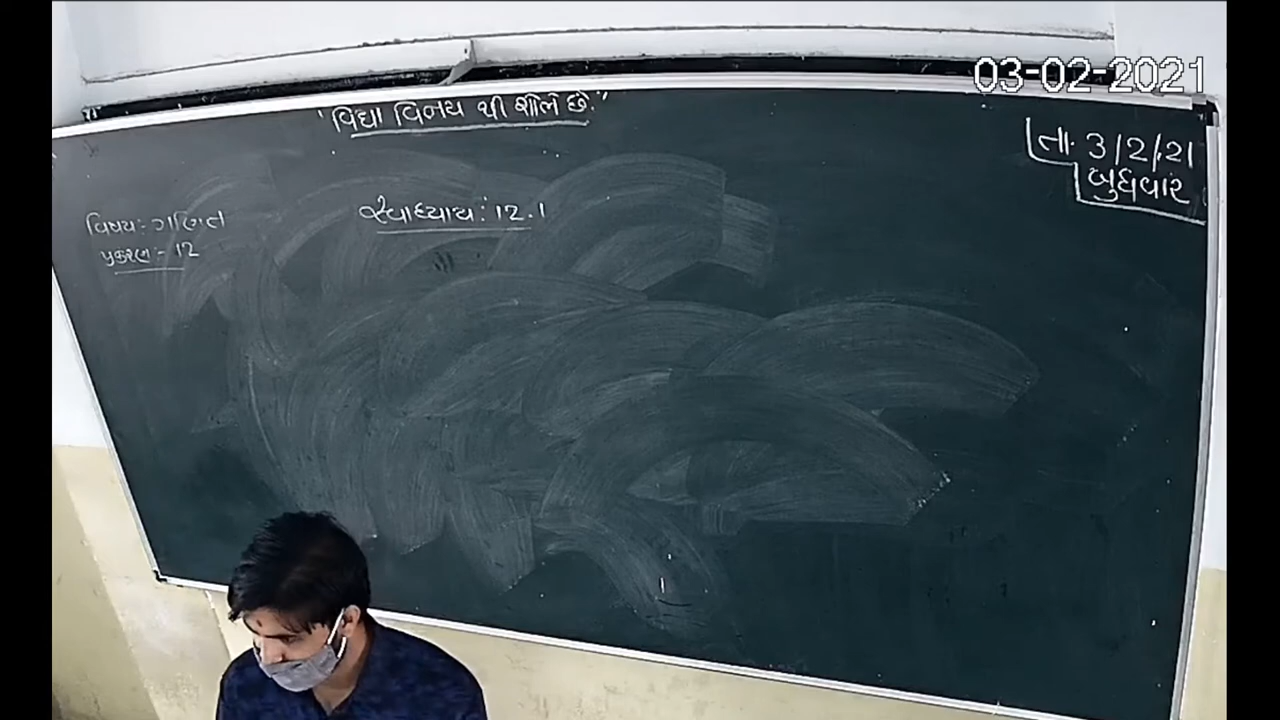 03-02-2021
"વિદ્યા વિનય થી શોભે છે."
તા. 3/2/21
બુધવાર
વિષય:- ગણિત
સ્વાધ્યાય: 12.1
પ્રકરણ:- 12